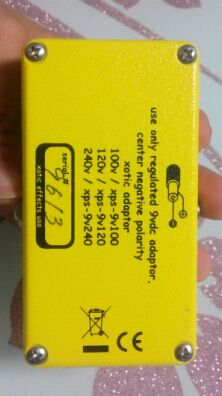 use only regulated 9vdc adaptor,
center negative polarity
xotic adaptor
100v / xps-9v100
120v / xps-9v120
240v / xps-9v240
serial#
4613
xotic effects usa
CE